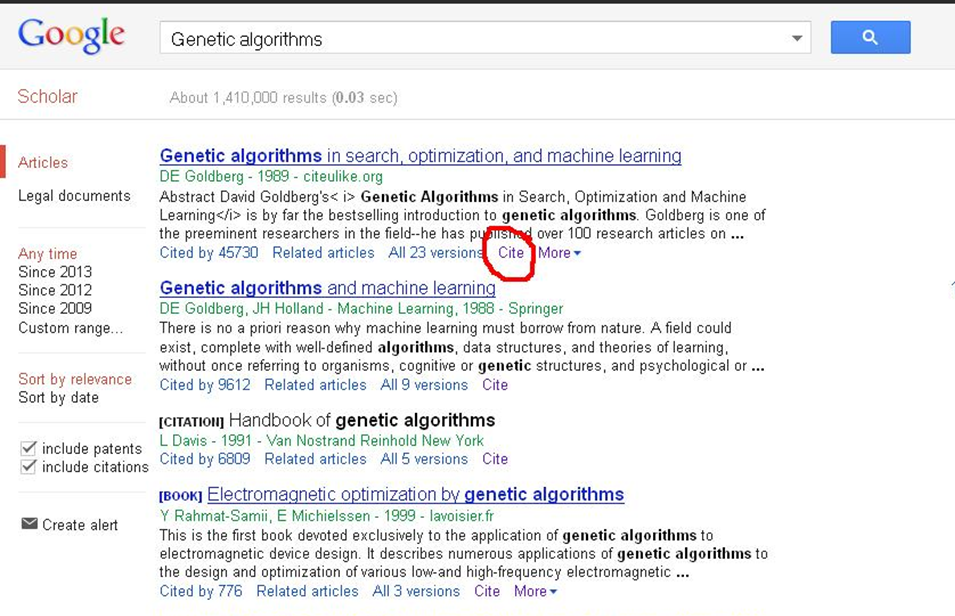 Google
Genetic algorithms
Scholar
About 1,410,000 results (0.03 sec)
Articles
Legal documents
Any time
Since 2013
Since 2012
Since 2009
Custom range...
Sort by relevance
Sort by date
include patents
include citations
Create alert
Genetic algorithms in search, optimization, and machine learning
DE Goldberg - 1989 - citeulike.org
Abstract David Goldberg's< i> Genetic Algorithms in Search, Optimization and Machine
Learning</i> is by far the bestselling introduction to genetic algorithms. Goldberg is one of
the preeminent researchers in the field--he has published over 100 research articles on ...
Cited by 45730 Related articles All 23 versions Cite More
Genetic algorithms and machine learning
DE Goldberg, JH Holland - Machine Learning, 1988 - Springer
There is no a priori reason why machine learning must borrow from nature. A field could
exist, complete with well-defined algorithms, data structures, and theories of learning,
without once referring to organisms, cognitive or genetic structures, and psychological or ...
Cited by 9612 Related articles All 9 versions Cite
[CITATION] Handbook of genetic algorithms
L Davis - 1991 - Van Nostrand Reinhold New York
Cited by 6809 Related articles All 5 versions Cite
[BOOK] Electromagnetic optimization by genetic algorithms
Y Rahmat-Samii, E Michielssen - 1999 - lavoisier.fr
This is the first book devoted exclusively to the application of genetic algorithms to
electromagnetic device design. It describes numerous applications of genetic algorithms to
the design and optimization of various low-and high-frequency electromagnetic ...
Cited by 776 Related articles All 3 versions Cite More